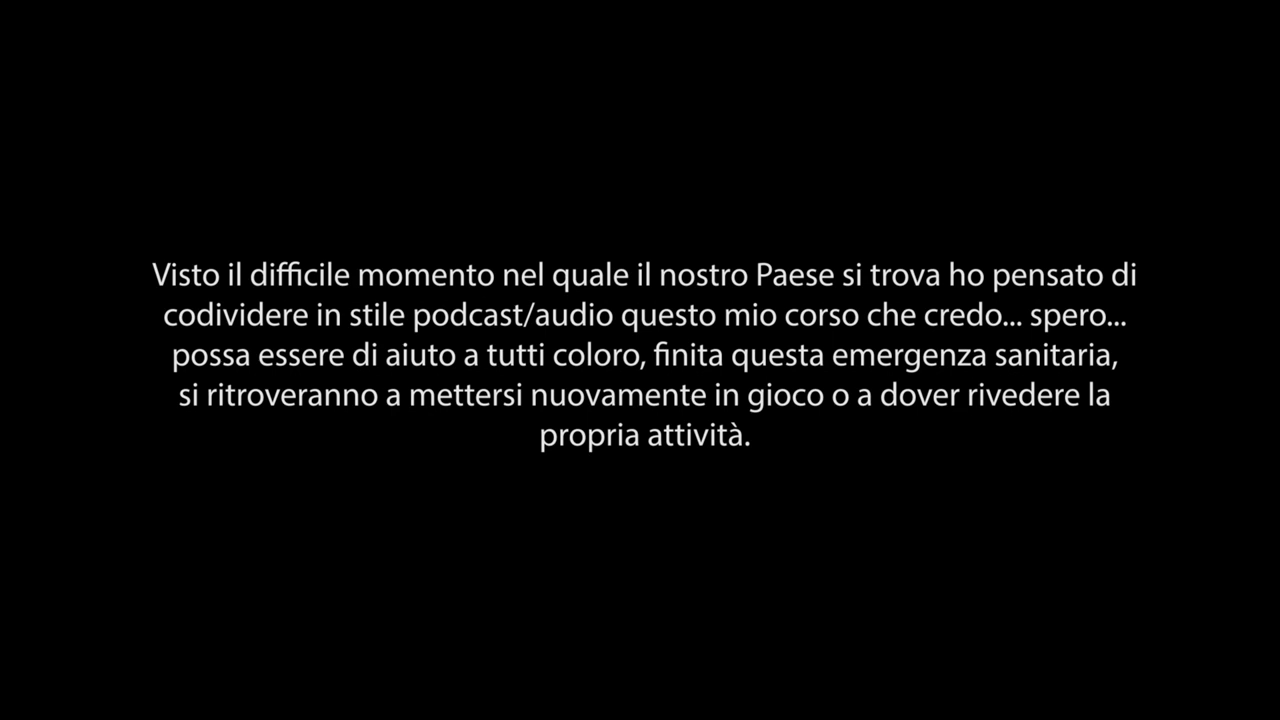 Visto il difficile momento nel quale il nostro Paese si trova ho pensato di
codividere in stile podcast/audio questo mio corso che credo... spero...
possa essere di aiuto a tutti coloro, finita questa emergenza sanitaria,
si ritroveranno a mettersi nuovamente in gioco o a dover rivedere la
propria attività.